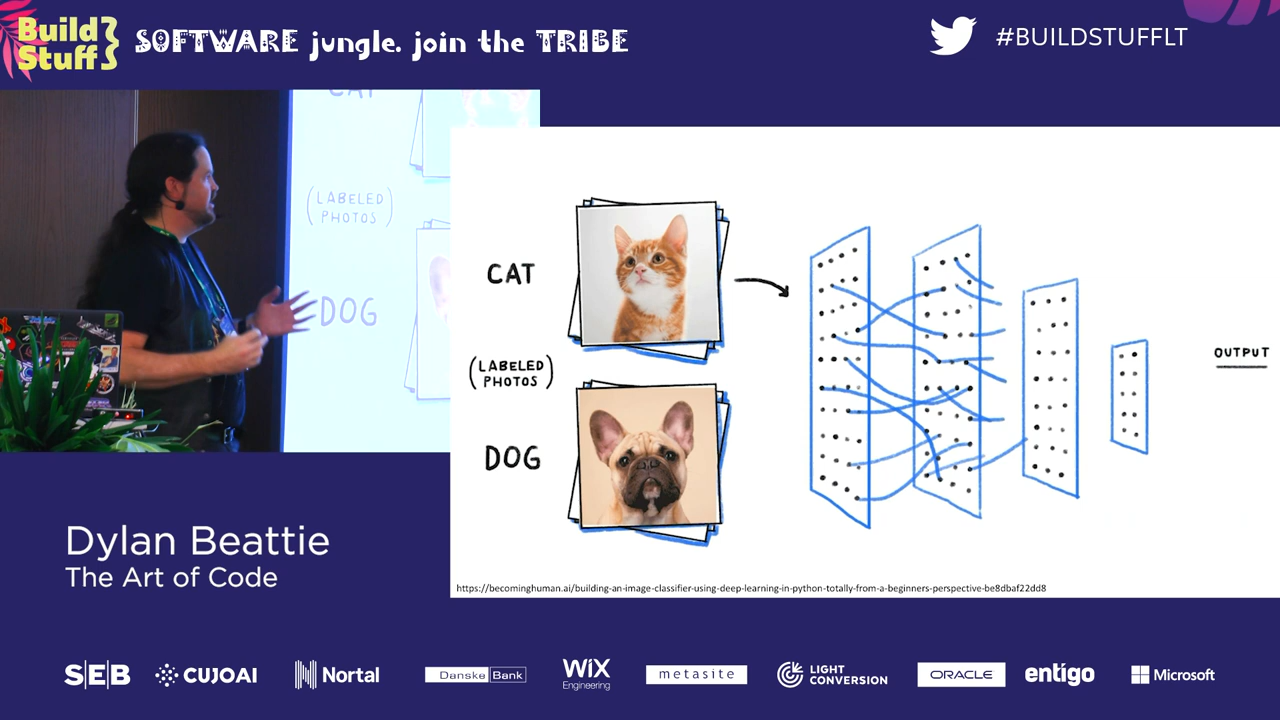 Build
Stuff
SOFTWARE jungle. join the TRIBE
#BUILDSTUFFLT
CAT
(LABELED
PHOTOS)
DOG
CAT
(LABELED
PHOTOS)
DOG
OUTPUT
https://becominghuman.ai/building-an-image-classifier-using-deep-learning-in-python-totally-from-a-beginners-perspective-be8dbaf22dd8
Dylan Beattie
The Art of Code
SEB
CUJOAI
Nortal
Danske Bank
WiX
Engineering
metasite
LIGHT
CONVERSION
ORACLE
entigo
Microsoft